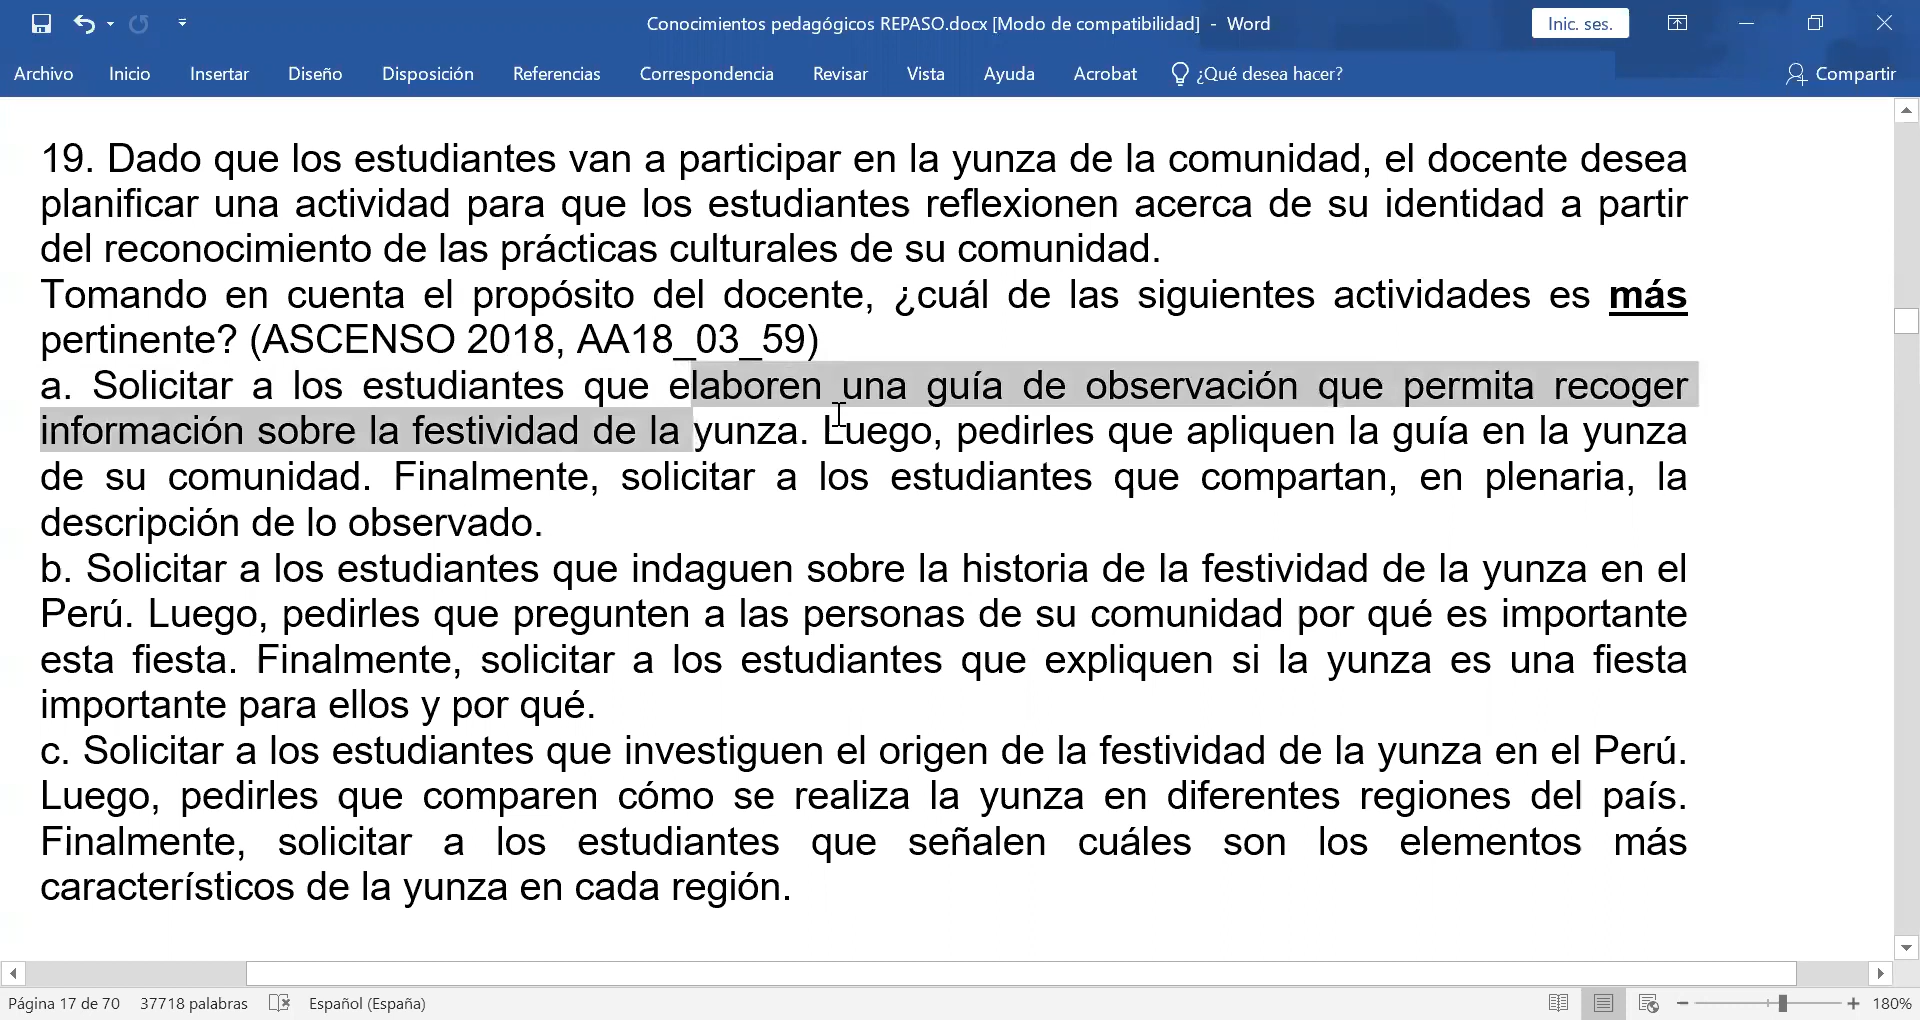 Conocimientos pedagógicos REPASO.docx [Modo de compatibilidad] - Word
Inic. ses.
Archivo Inicio Insertar Diseño Disposición Referencias Correspondencia Revisar Vista Ayuda Acrobat ¿Qué desea hacer? Compartir
19. Dado que los estudiantes van a participar en la yunza de la comunidad, el docente desea
planificar una actividad para que los estudiantes reflexionen acerca de su identidad a partir
del reconocimiento de las prácticas culturales de su comunidad.
Tomando en cuenta el propósito del docente, ¿cuál de las siguientes actividades es más
pertinente? (ASCENSO 2018, AA18_03_59)
a. Solicitar a los estudiantes que elaboren una guía de observación que permita recoger
información sobre la festividad de la yunza. Luego, pedirles que apliquen la guía en la yunza
de su comunidad. Finalmente, solicitar a los estudiantes que compartan, en plenaria, la
descripción de lo observado.
b. Solicitar a los estudiantes que indaguen sobre la historia de la festividad de la yunza en el
Perú. Luego, pedirles que pregunten a las personas de su comunidad por qué es importante
esta fiesta. Finalmente, solicitar a los estudiantes que expliquen si la yunza es una fiesta
importante para ellos y por qué.
c. Solicitar a los estudiantes que investiguen el origen de la festividad de la yunza en el Perú.
Luego, pedirles que comparen cómo se realiza la yunza en diferentes regiones del país.
Finalmente, solicitar a los estudiantes que señalen cuáles son los elementos más
característicos de la yunza en cada región.
Página 17 de 70 37718 palabras Español (España) 180%